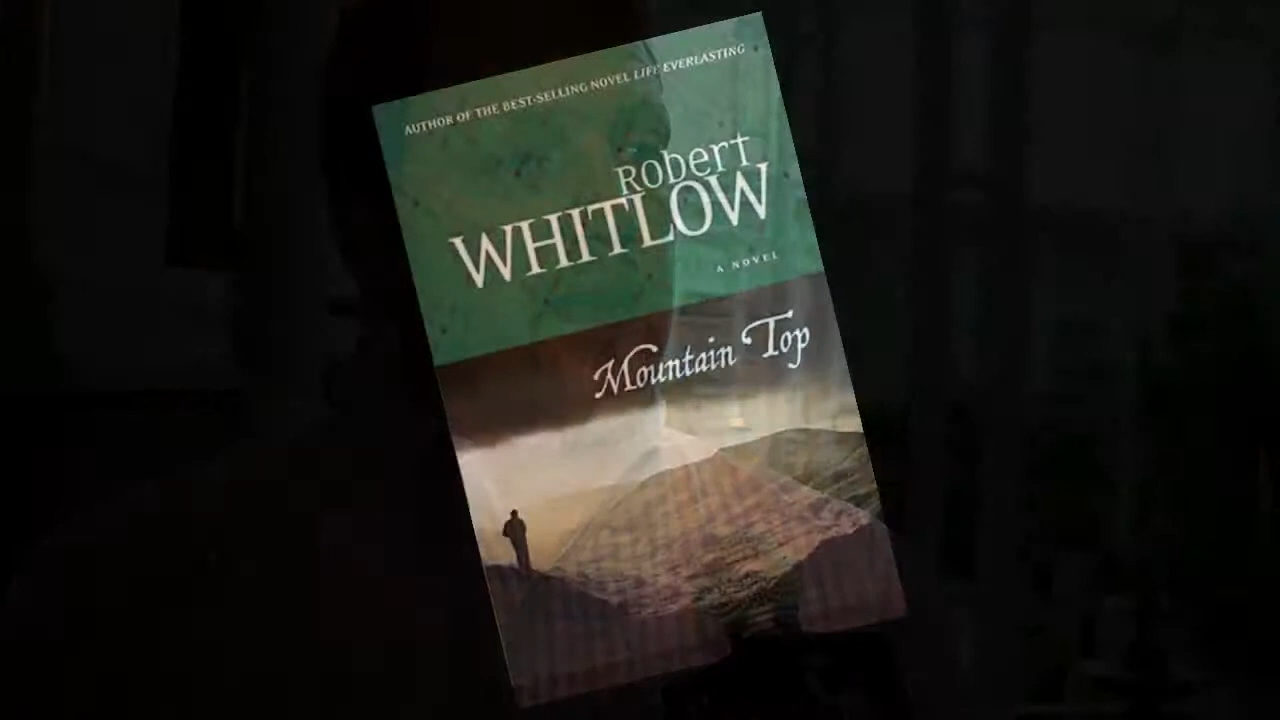 AUTHOR OF THE BEST-SELLING NOVEL LIFE EVERLASTING
Robert
WHITLOW
A NOVEL
Mountain Top